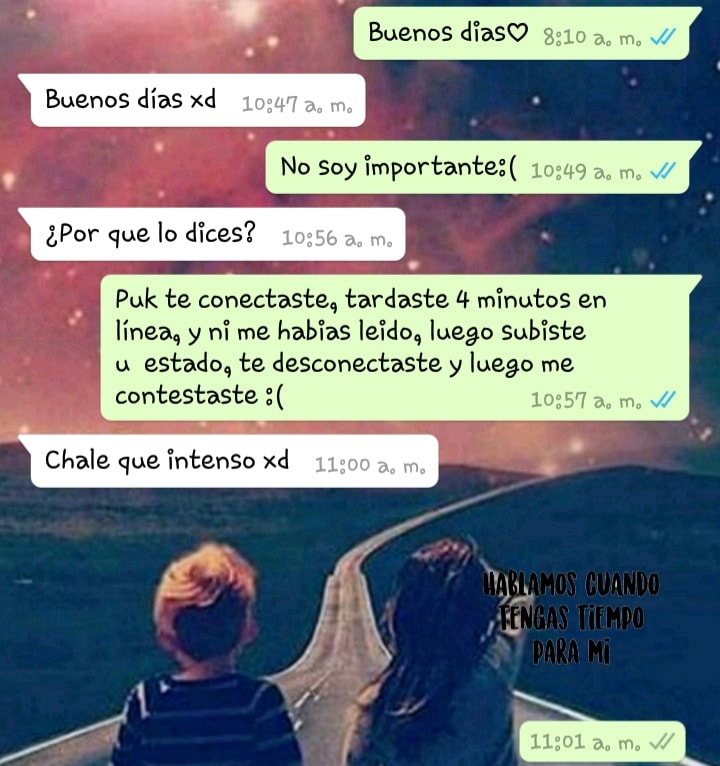 Buenos dias♡ 8:10 a. m.
Buenos días xd 10:47 a. m.
No soy importante:( 10:49 a. m.
¿Por que lo dices? 10:56 a. m.
Puk te conectaste, tardaste 4 minutos en
línea, y ni me habias leido, luego subiste
u estado, te desconectaste y luego me
contestaste :( 10:57 a. m.
Chale que intenso xd 11:00 a. m.
HABLAMOS CUANDO
TENGAS TIEMPO
PARA MI
11:01 a. m.